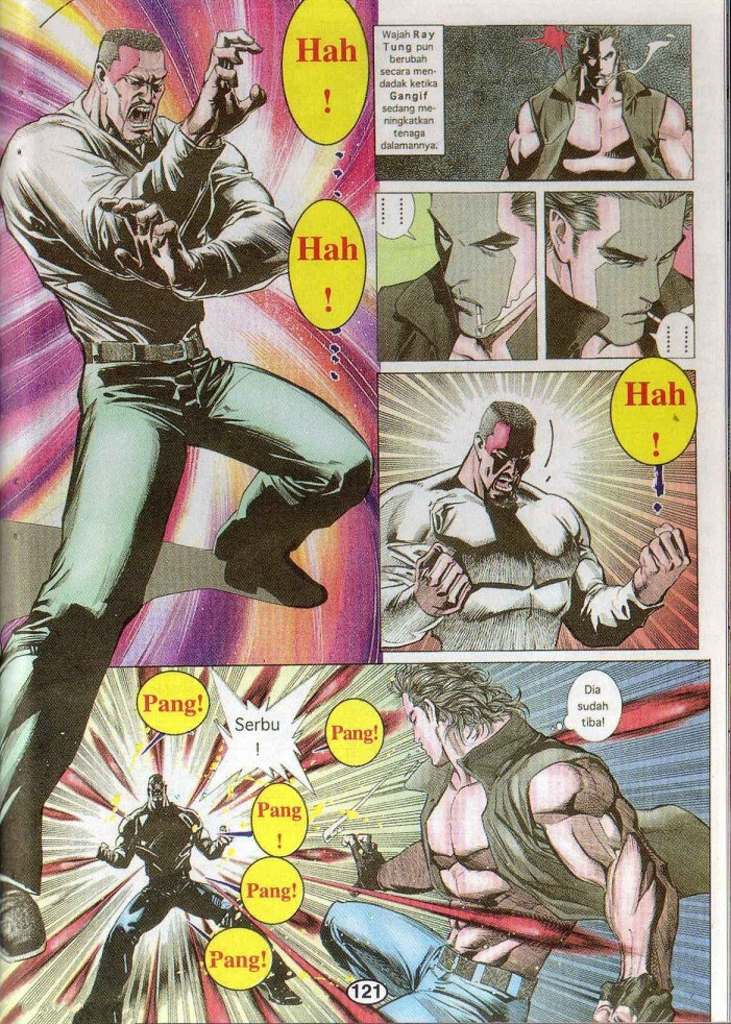 Hah
!
Hah
!
Wajah Ray
Tung pun
berubah
secara men-
dadak ketika
Gangif
sedang me-
ningkatkan
tenaga
dalamannya.
......
......
Hah
!
Pang!
Serbu
!
Pang!
Pang
!
Pang!
Pang!
Dia
sudah
tiba!
121